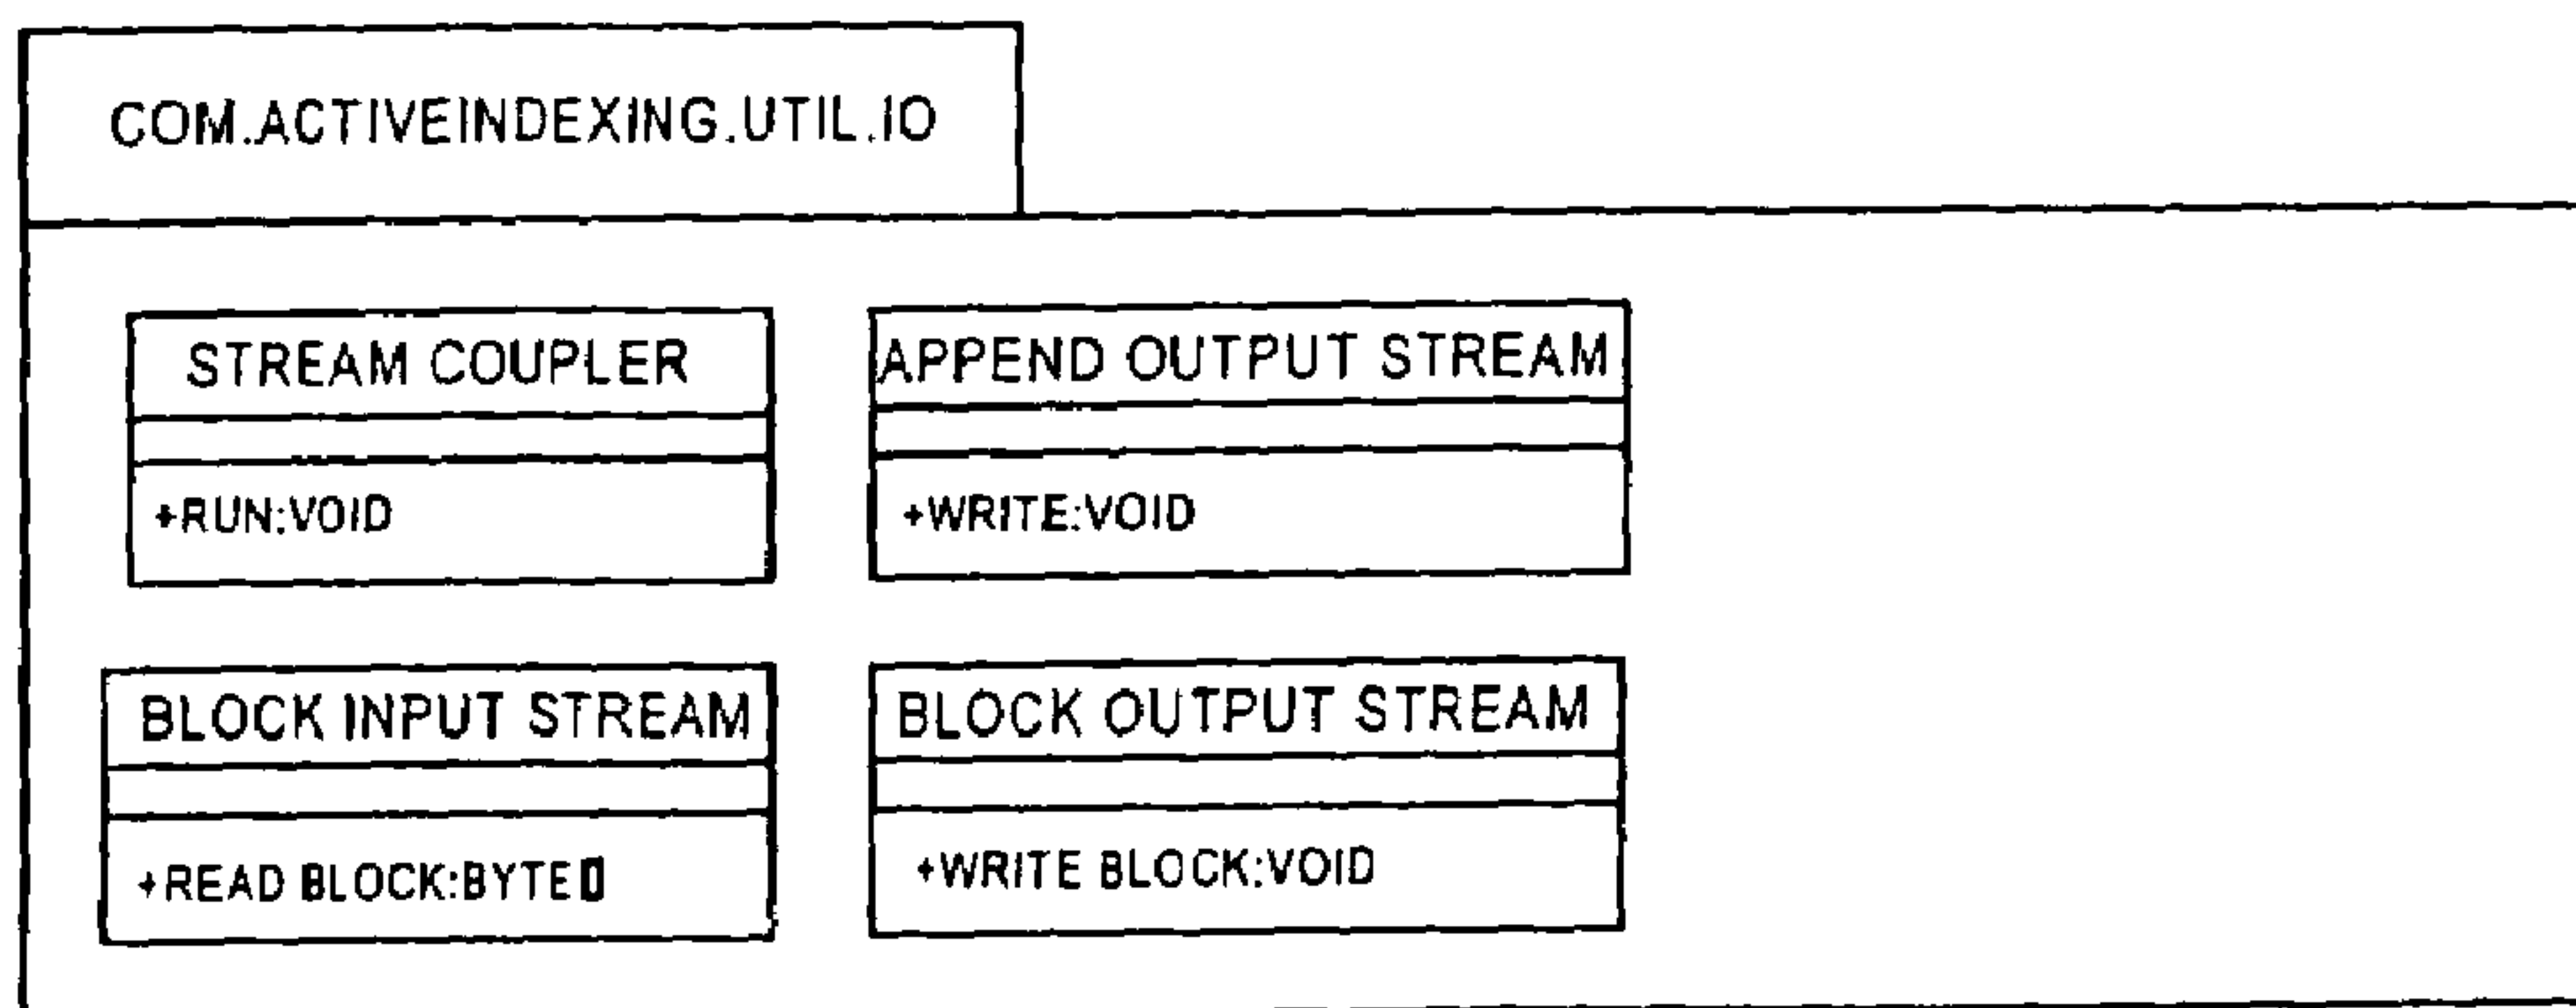 COM.ACTIVEINDEXING.UTIL.IO
STREAM COUPLER
+RUN:VOID
APPEND OUTPUT STREAM
+WRITE:VOID
BLOCK INPUT STREAM
+READ BLOCK:BYTE[]
BLOCK OUTPUT STREAM
+WRITE BLOCK:VOID